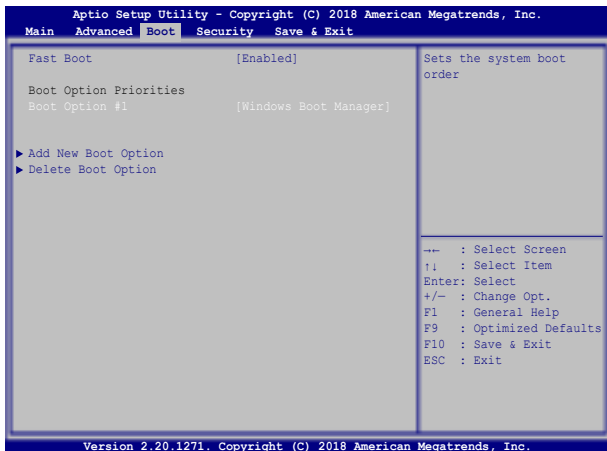 Aptio Setup Utility - Copyright (C) 2018 American Megatrends, Inc.
Main Advanced Boot Security Save & Exit
Fast Boot [Enabled]
Boot Option Priorities
Boot Option #1 [Windows Boot Manager]
▶ Add New Boot Option
▶ Delete Boot Option
Sets the system boot
order
→← : Select Screen
↑↓ : Select Item
Enter: Select
+/− : Change Opt.
F1 : General Help
F9 : Optimized Defaults
F10 : Save & Exit
ESC : Exit
Version 2.20.1271. Copyright (C) 2018 American Megatrends, Inc.